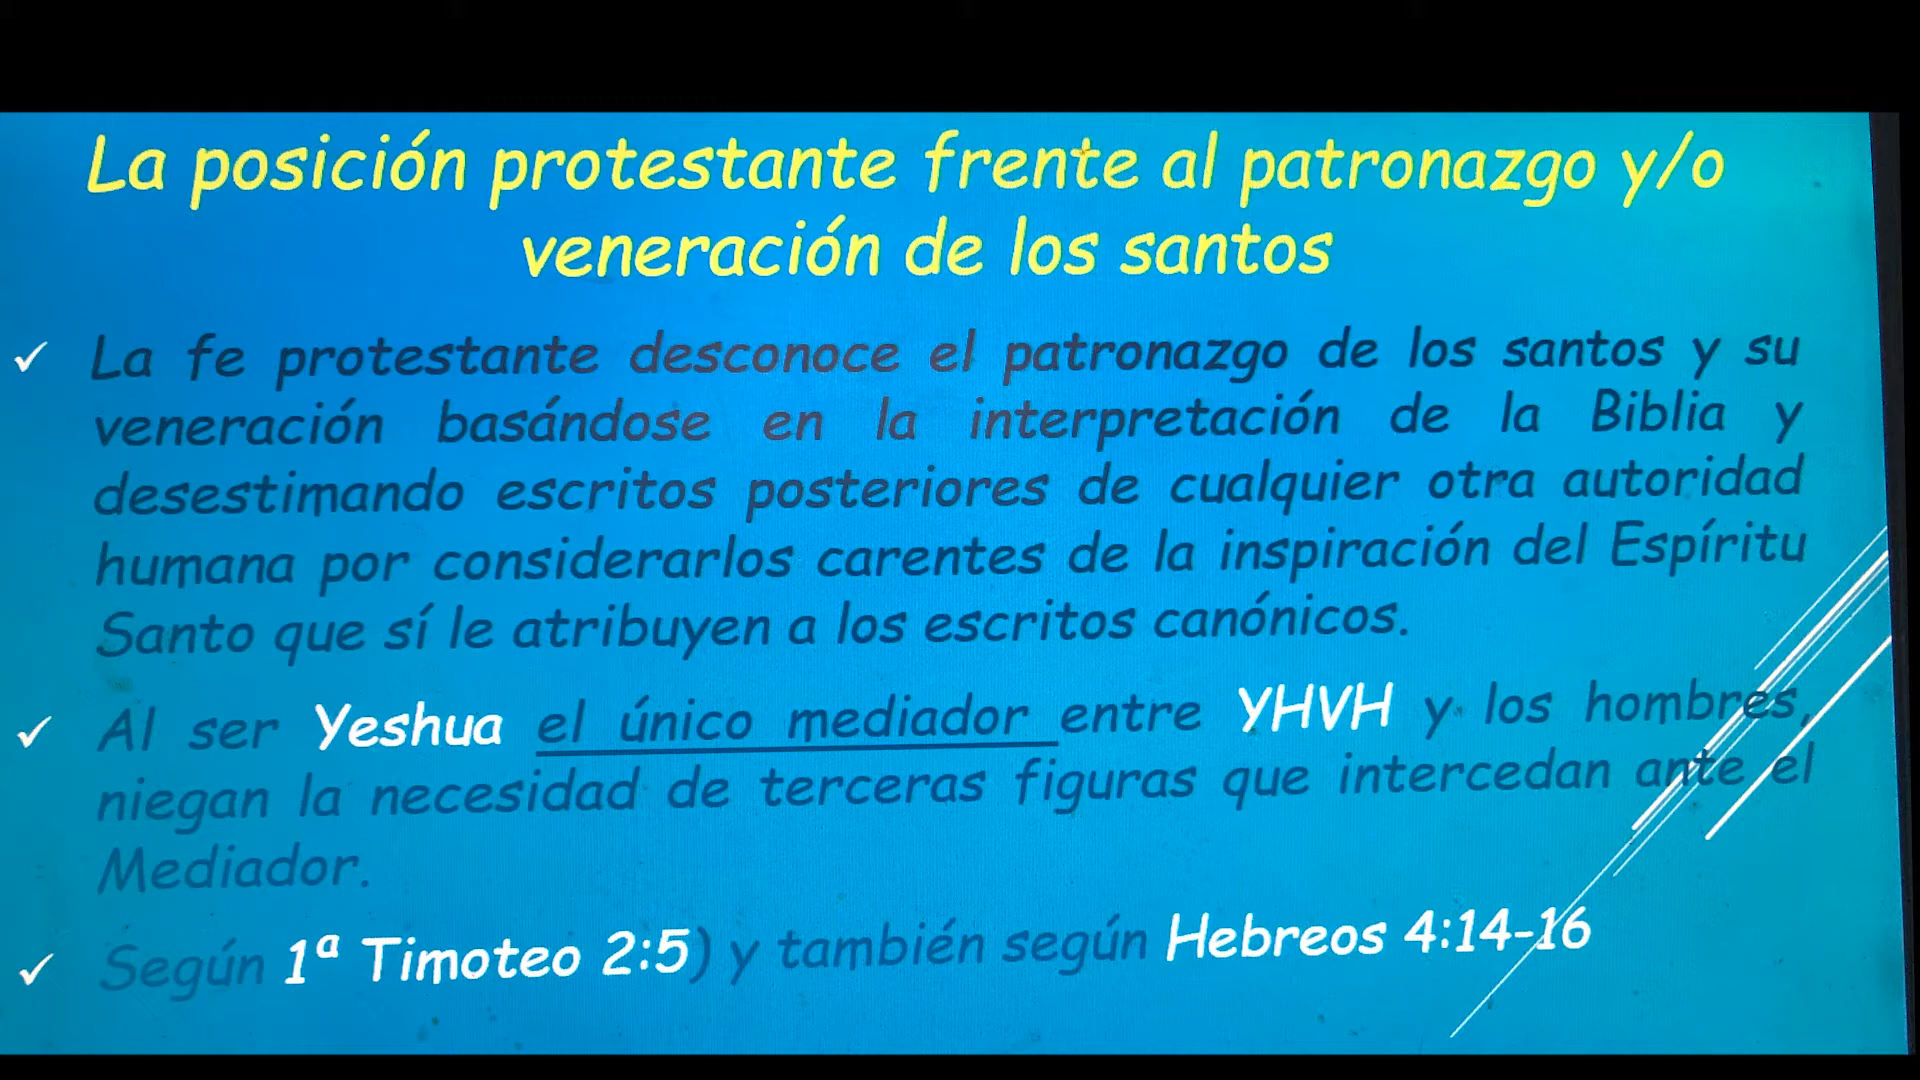 La posición protestante frente al patronazgo y/o
veneración de los santos
La fe protestante desconoce el patronazgo de los santos y su
veneración basándose en la interpretación de la Biblia y
desestimando escritos posteriores de cualquier otra autoridad
humana por considerarlos carentes de la inspiración del Espíritu
Santo que sí le atribuyen a los escritos canónicos.
Al ser Yeshua el único mediador entre YHVH y los hombres,
niegan la necesidad de terceras figuras que intercedan ante el
Mediador.
Según 1ª Timoteo 2:5) y también según Hebreos 4:14-16